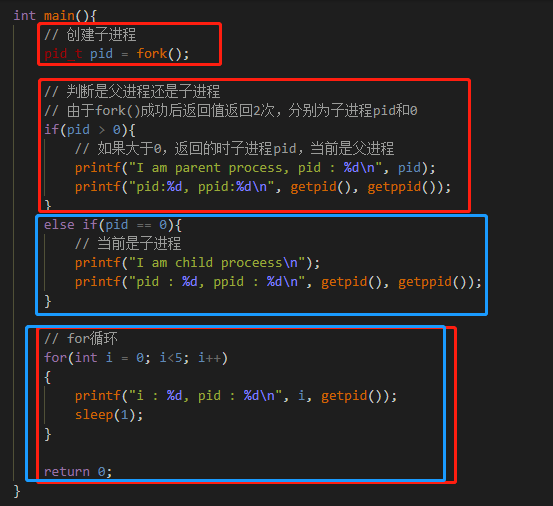 int main(){
// 创建子进程
pid_t pid = fork();
// 判断是父进程还是子进程
// 由于fork()成功后返回值返回2次，分别为子进程pid和0
if(pid > 0){
// 如果大于0，返回的时子进程pid，当前是父进程
printf("I am parent process, pid : %d\n", pid);
printf("pid:%d, ppid:%d\n", getpid(), getppid());
}
else if(pid == 0){
// 当前是子进程
printf("I am child proceess\n");
printf("pid : %d, ppid : %d\n", getpid(), getppid());
}
// for循环
for(int i = 0; i<5; i++)
{
printf("i : %d, pid : %d\n", i, getpid());
sleep(1);
}
return 0;
}